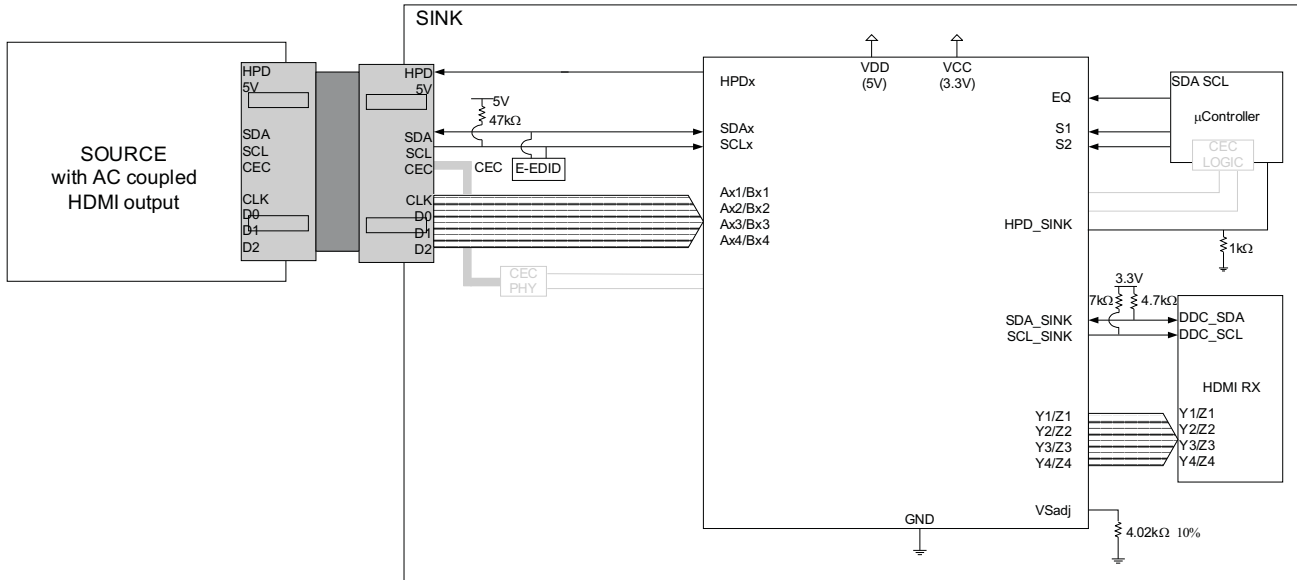 SINK
SOURCE
with AC coupled
HDMI output
HPD
5V
SDA
SCL
CEC
CLK
D0
D1
D2
HPD
5V
SDA
SCL
CEC
CLK
D0
D1
D2
5V
47kΩ
CEC
E-EDID
CEC
PHY
HPDx
SDAx
SCLx
Ax1/Bx1
Ax2/Bx2
Ax3/Bx3
Ax4/Bx4
VDD
(5V)
VCC
(3.3V)
EQ
S1
S2
HPD_SINK
SDA_SINK
SCL_SINK
Y1/Z1
Y2/Z2
Y3/Z3
Y4/Z4
VSadj
GND
SDA SCL
μController
CEC
LOGIC
1kΩ
3.3V
7kΩ
4.7kΩ
DDC_SDA
DDC_SCL
HDMI RX
Y1/Z1
Y2/Z2
Y3/Z3
Y4/Z4
4.02kΩ 10%